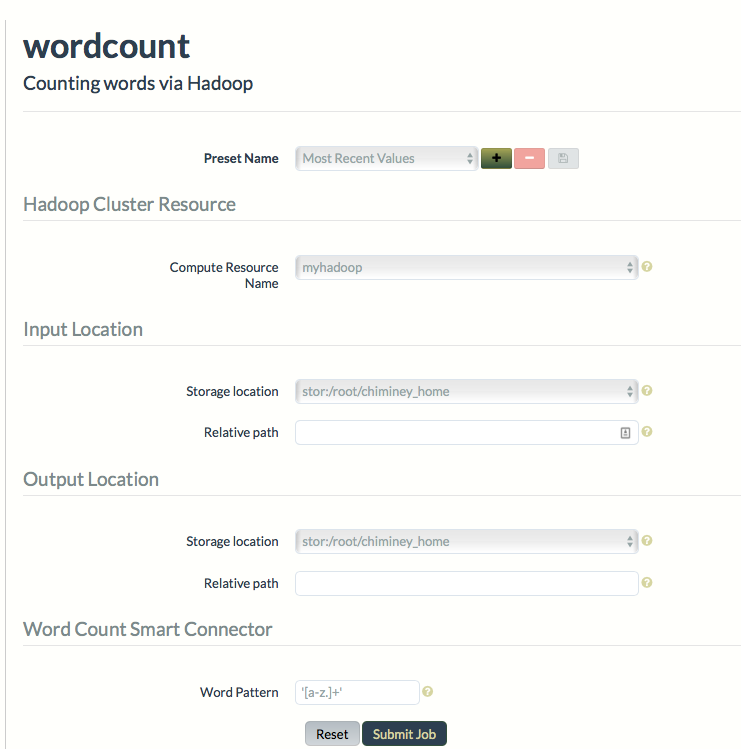 wordcount
Counting words via Hadoop
Preset Name Most Recent Values + −
Hadoop Cluster Resource
Compute Resource myhadoop ?
Name
Input Location
Storage location stor:/root/chiminey_home ?
Relative path ?
Output Location
Storage location stor:/root/chiminey_home ?
Relative path ?
Word Count Smart Connector
Word Pattern '[a-z.]+' ?
Reset Submit Job